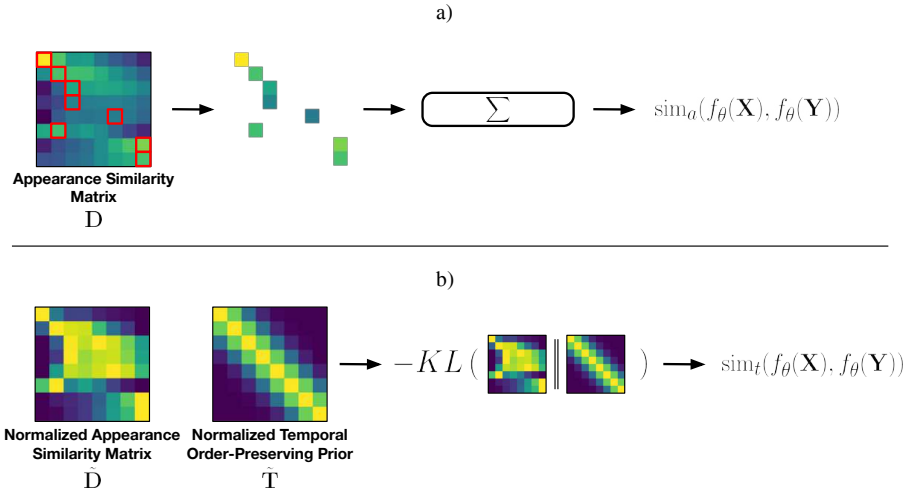 a)
∑
sim_a(f_θ(X), f_θ(Y))
Appearance Similarity
Matrix
D
b)
−KL ( || )
sim_t(f_θ(X), f_θ(Y))
Normalized Appearance
Similarity Matrix
D̃
Normalized Temporal
Order-Preserving Prior
T̃